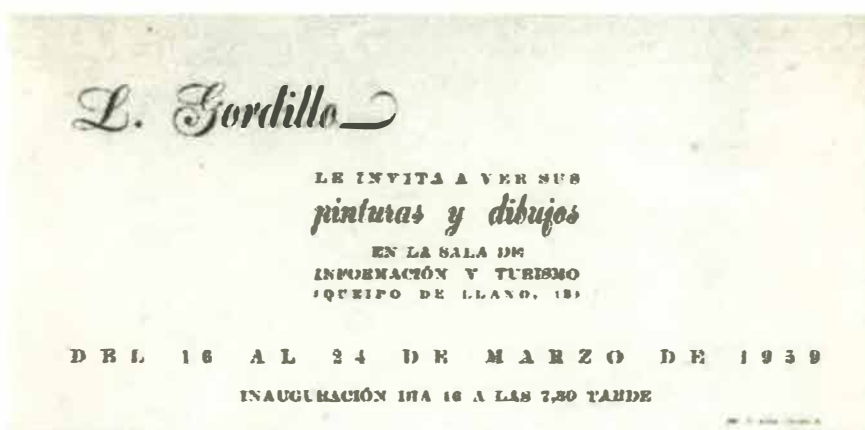 L. Gordillo
LE INVITA A VER SUS
pinturas y dibujos
EN LA SALA DE
INFORMACIÓN Y TURISMO
(QUEIPO DE LLANO,
DEL 16 AL 24 DE MARZO DE 1959
INAUGURACIÓN DIA 16 A LAS 7,30 TARDE